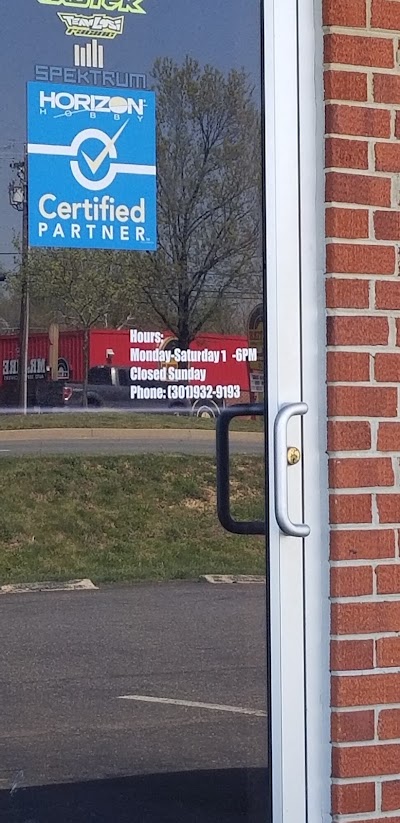 TEAM LOSI
RACING
SPEKTRUM
HORIZON
HOBBY
Certified
PARTNER
Hours:
Monday-Saturday 1 -6PM
Closed Sunday
Phone: (301)932-9193